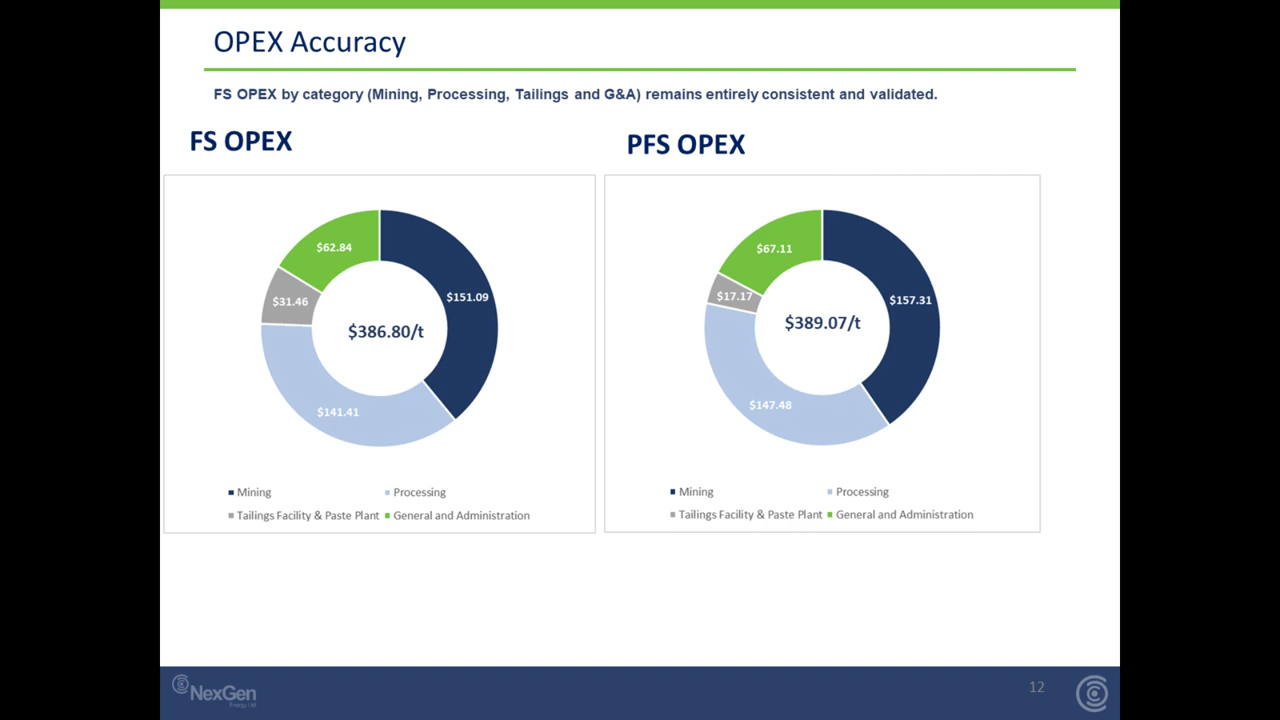 OPEX Accuracy
FS OPEX by category (Mining, Processing, Tailings and G&A) remains entirely consistent and validated.
FS OPEX
$62.84
$151.09
$31.46
$386.80/t
$141.41
Mining
Processing
Tailings Facility & Paste Plant
General and Administration
PFS OPEX
$67.11
$157.31
$17.17
$389.07/t
$147.48
Mining
Processing
Tailings Facility & Paste Plant
General and Administration
NexGen
Energy Ltd
12